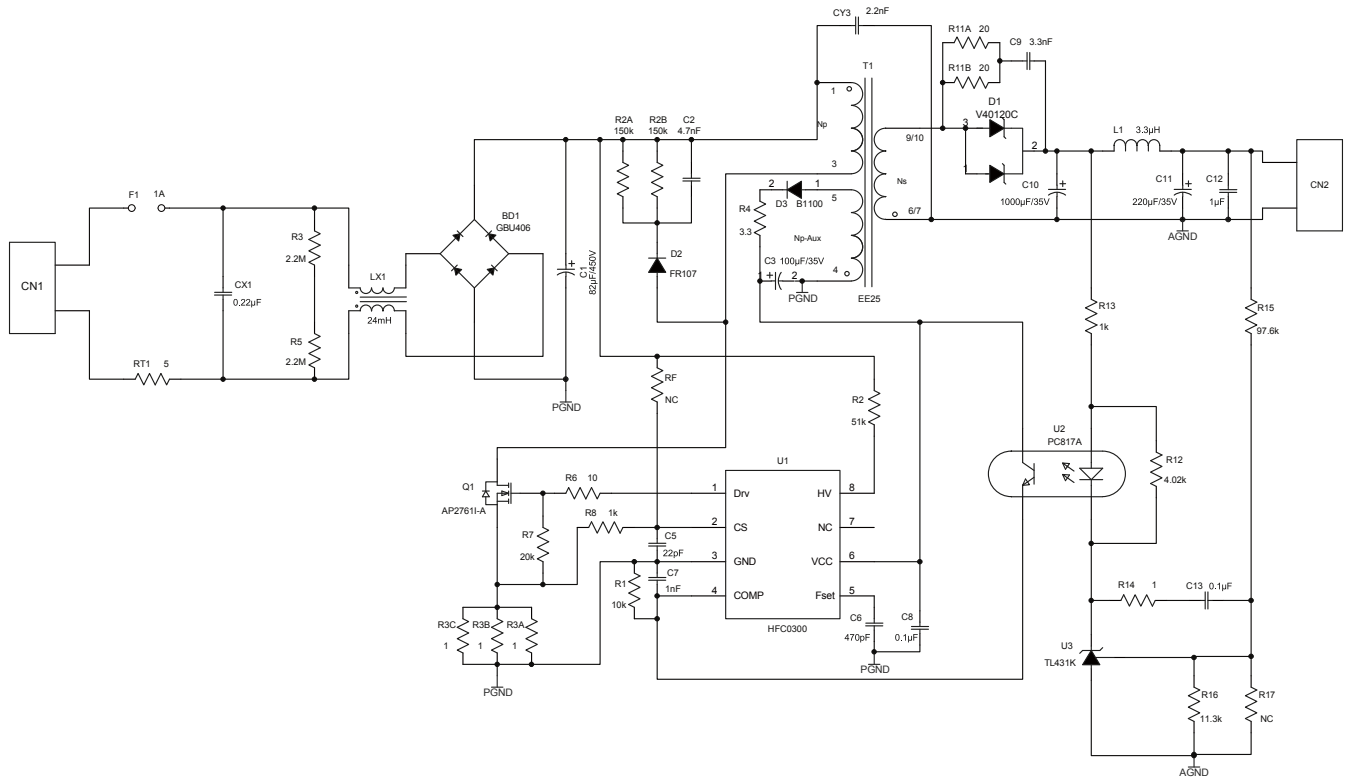 CY3 2.2nF
R11A 20
C9 3.3nF
R11B 20
T1
D1
V40120C
R2A
150k
R2B
150k
C2
4.7nF
Np
1
3
9/10
3
2
1
L1 3.3µH
Ns
6/7
C10
1000µF/35V
C11
220µF/35V
C12
1µF
CN2
AGND
F1 1A
BD1
GBU406
R4
3.3
2 1
D3 B1100
5
Np-Aux
4
C3 100µF/35V
1 + 2
PGND
EE25
D2
FR107
C1
82µF/450V
R3
2.2M
CN1
CX1
0.22µF
LX1
24mH
R5
2.2M
RT1 5
PGND
R13
1k
R15
97.6k
RF
NC
R2
51k
U2
PC817A
R12
4.02k
U1
Q1
AP2761I-A
R6 10
1 Drv HV 8
R8 1k
2 CS NC 7
R7
20k
C5
22pF
3 GND VCC 6
R1
10k
C7
1nF
4 COMP Fset 5
HFC0300
C6
470pF
C8
0.1µF
PGND
R3C
1
R3B
1
R3A
1
PGND
R14 1
C13 0.1µF
U3
TL431K
R16
11.3k
R17
NC
AGND